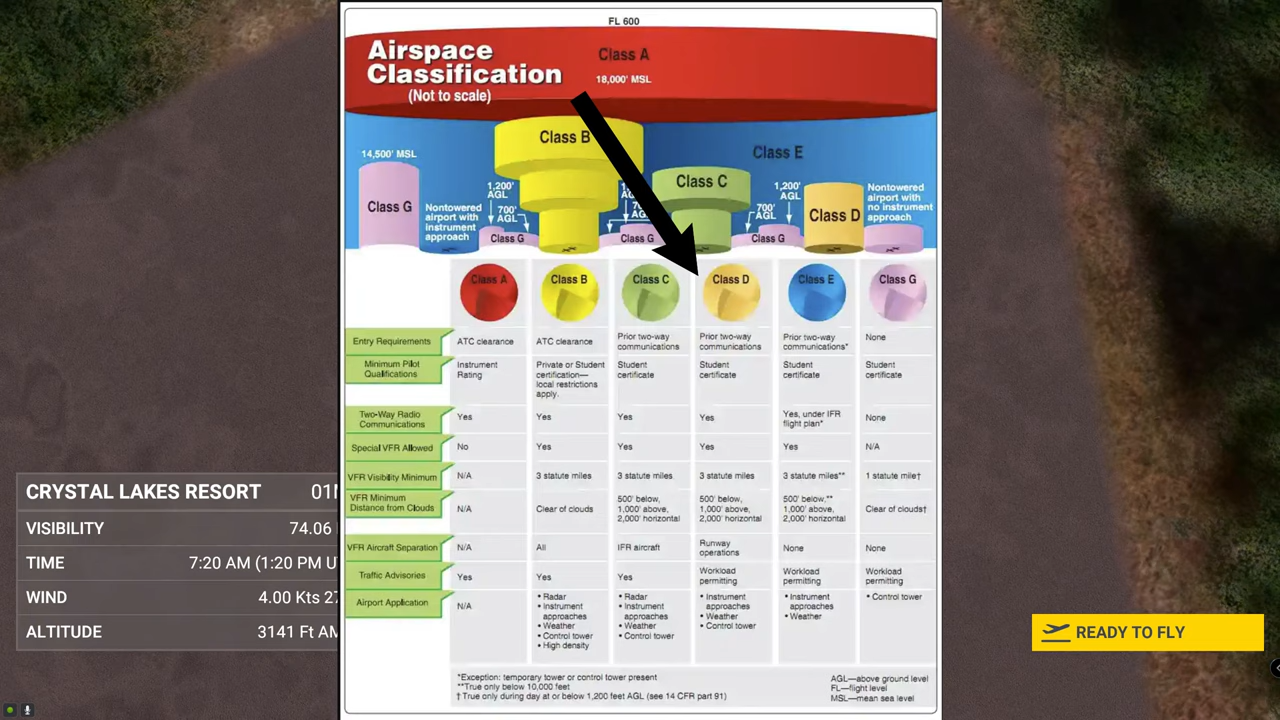 FL 600
Airspace
Classification
(Not to scale)
Class A
18,000' MSL
Class B
Class E
14,500' MSL
Class G
Nontowered
airport with
instrument
approach
1,200'
AGL
700'
AGL
Class G
Class G
Class C
700'
AGL
1,200'
AGL
Class G
Class D
Nontowered
airport with
no instrument
approach
Class A Class B Class C Class D Class E Class G
Entry Requirements
ATC clearance
ATC clearance
Prior two-way
communications
Prior two-way
communications
Prior two-way
communications*
None
Minimum Pilot
Qualifications
Instrument
Rating
Private or Student
certification—
local restrictions
apply.
Student
certificate
Student
certificate
Student
certificate
Student
certificate
Two-Way Radio
Communications
Yes
Yes
Yes
Yes
Yes, under IFR
flight plan*
None
Special VFR Allowed
No
Yes
Yes
Yes
Yes
N/A
VFR Visibility Minimum
N/A
3 statute miles
3 statute miles
3 statute miles
3 statute miles**
1 statute mile†
VFR Minimum
Distance from Clouds
N/A
Clear of clouds
500' below,
1,000' above,
2,000' horizontal
500' below,
1,000' above,
2,000' horizontal
500' below,**
1,000' above,
2,000' horizontal
Clear of clouds†
VFR Aircraft Separation
N/A
All
IFR aircraft
Runway
operations
None
None
Traffic Advisories
Yes
Yes
Yes
Workload
permitting
Workload
permitting
Workload
permitting
Airport Application
N/A
• Radar
• Instrument
approaches
• Weather
• Control tower
• High density
• Radar
• Instrument
approaches
• Weather
• Control tower
• Instrument
approaches
• Weather
• Control tower
• Instrument
approaches
• Weather
• Control tower
*Exception: temporary tower or control tower present
**True only below 10,000 feet
† True only during day at or below 1,200 feet AGL (see 14 CFR part 91)
AGL—above ground level
FL—flight level
MSL—mean sea level
CRYSTAL LAKES RESORT
VISIBILITY 74.06
TIME 7:20 AM (1:20 PM
WIND 4.00 Kts
ALTITUDE 3141 Ft
READY TO FLY